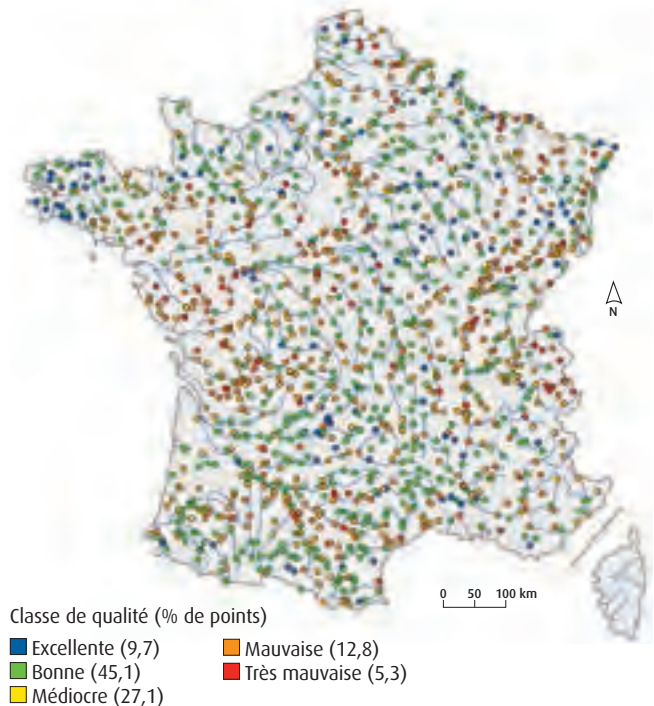 N
0 50 100 km
Classe de qualité (% de points)
Excellente (9,7)
Bonne (45,1)
Médiocre (27,1)
Mauvaise (12,8)
Très mauvaise (5,3)